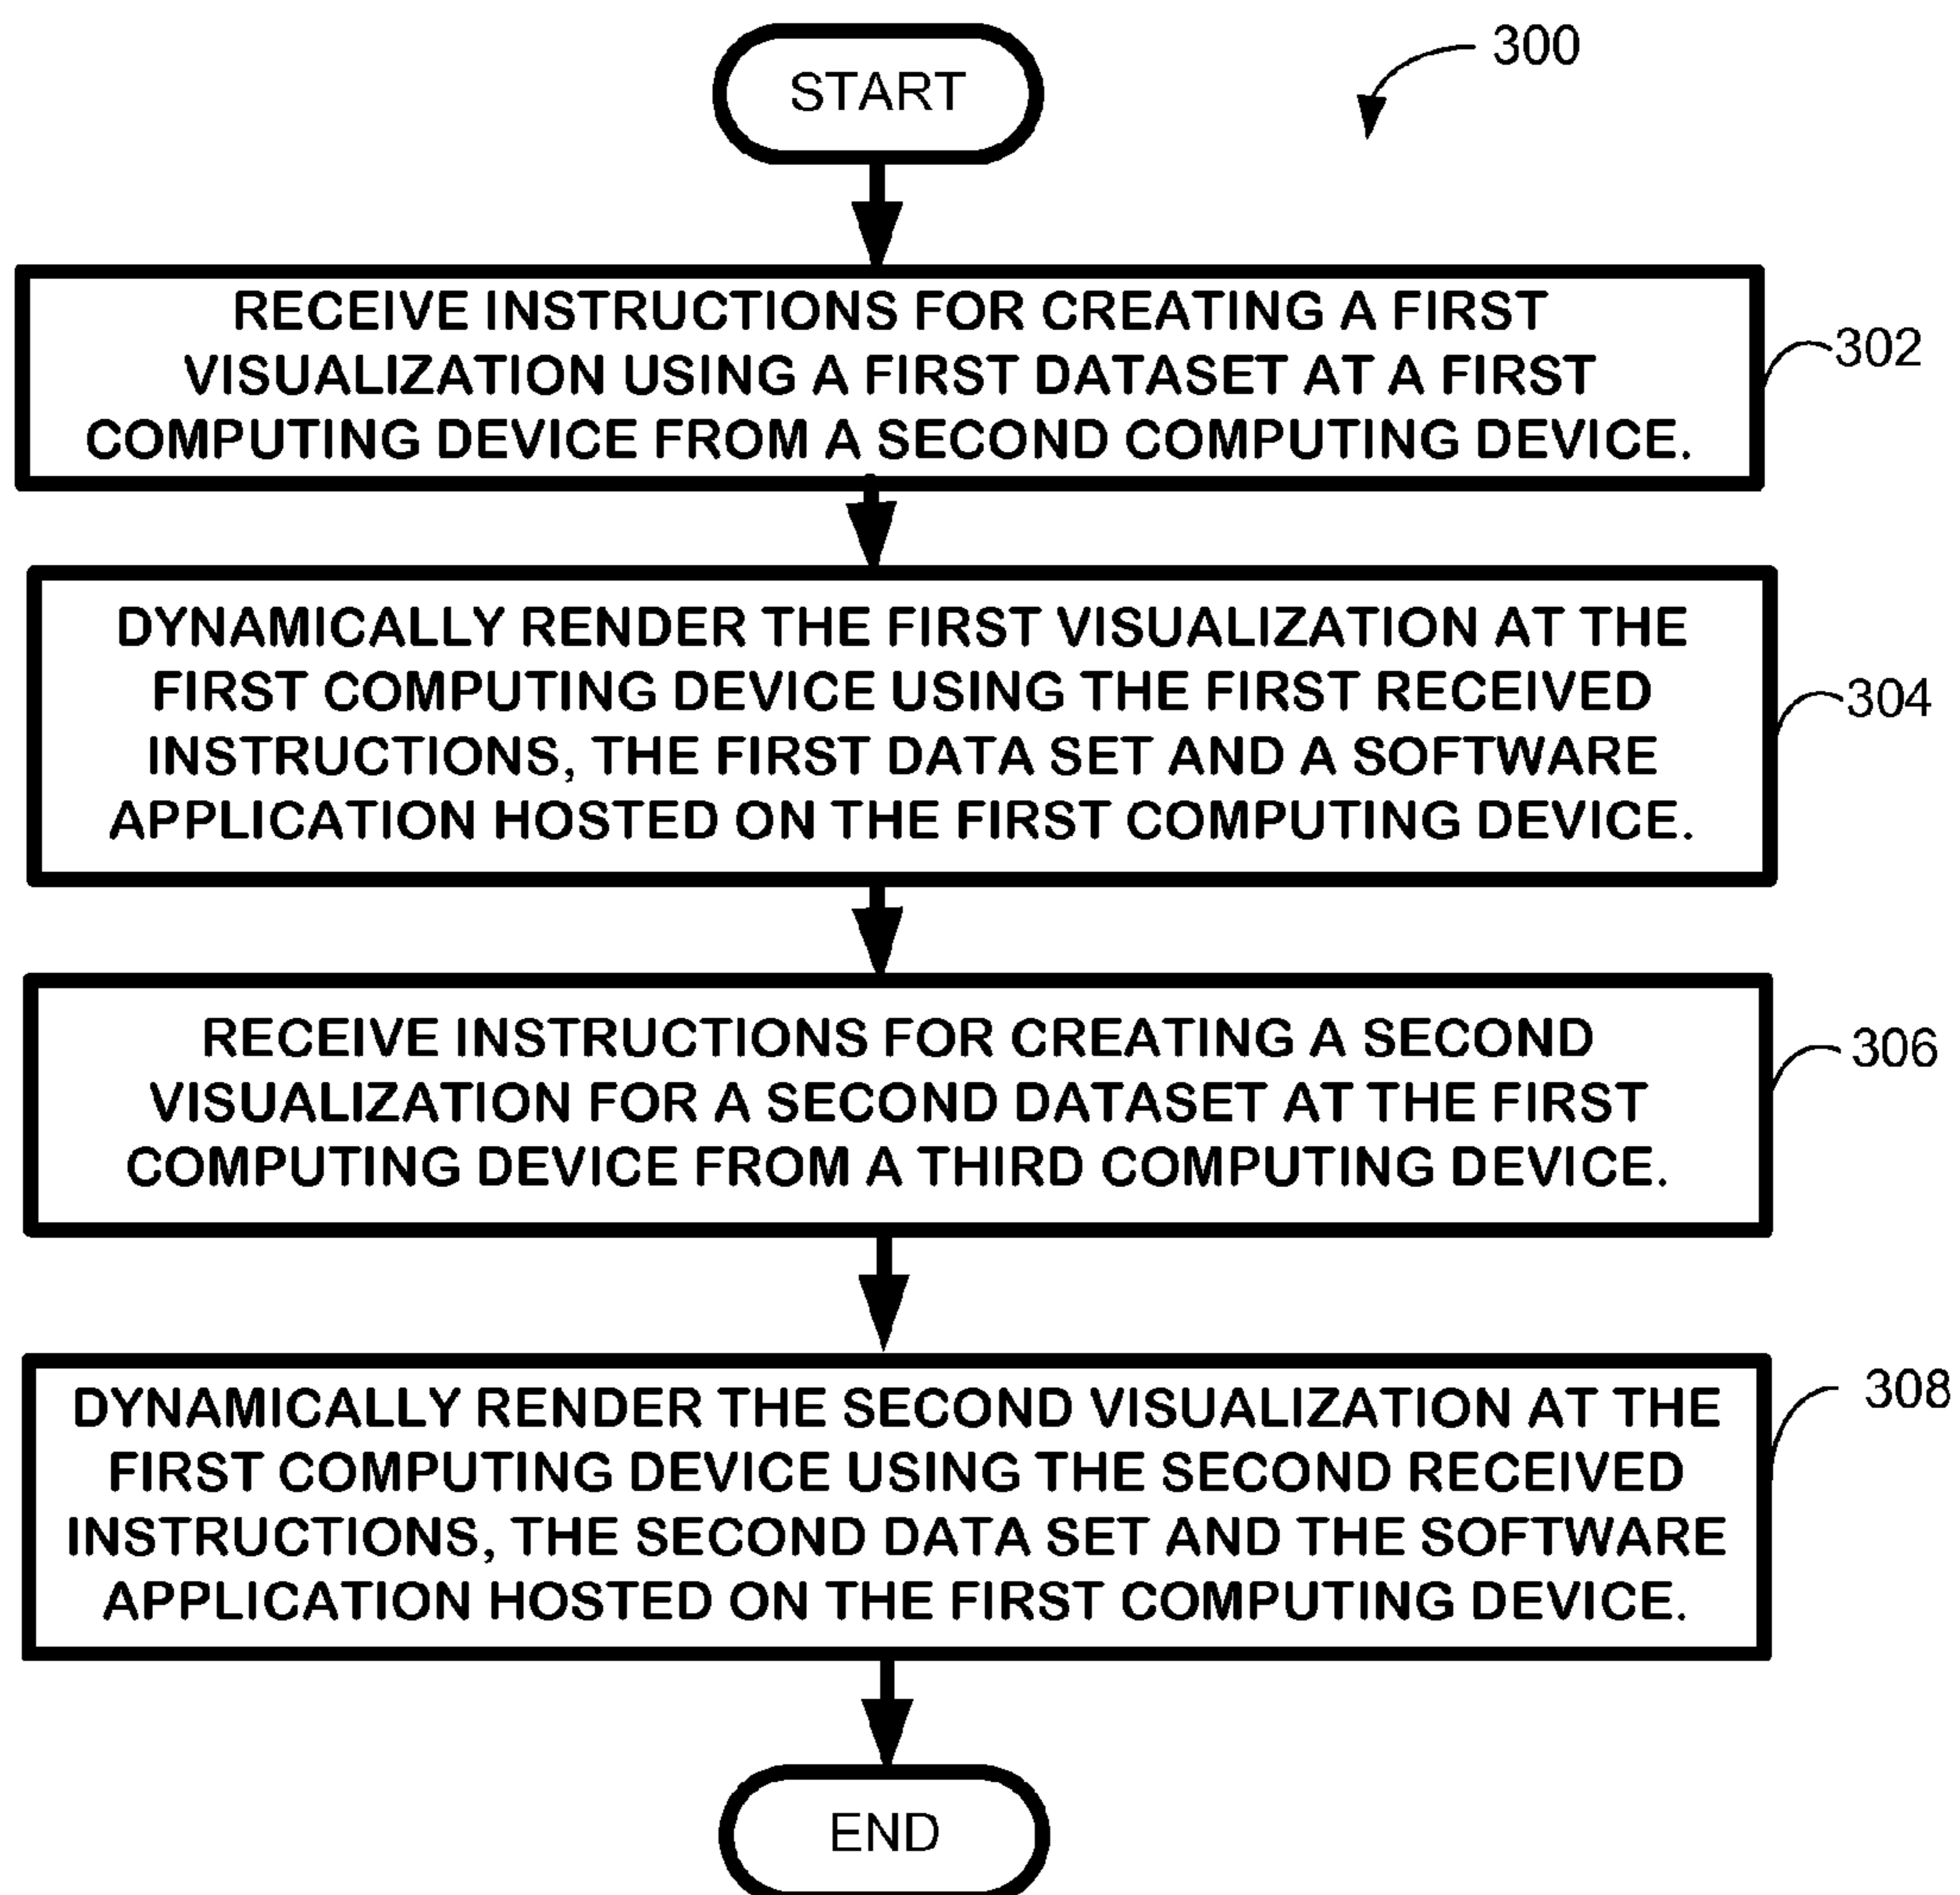 START
300
RECEIVE INSTRUCTIONS FOR CREATING A FIRST
VISUALIZATION USING A FIRST DATASET AT A FIRST
COMPUTING DEVICE FROM A SECOND COMPUTING DEVICE.
302
DYNAMICALLY RENDER THE FIRST VISUALIZATION AT THE
FIRST COMPUTING DEVICE USING THE FIRST RECEIVED
INSTRUCTIONS, THE FIRST DATA SET AND A SOFTWARE
APPLICATION HOSTED ON THE FIRST COMPUTING DEVICE.
304
RECEIVE INSTRUCTIONS FOR CREATING A SECOND
VISUALIZATION FOR A SECOND DATASET AT THE FIRST
COMPUTING DEVICE FROM A THIRD COMPUTING DEVICE.
306
DYNAMICALLY RENDER THE SECOND VISUALIZATION AT THE
FIRST COMPUTING DEVICE USING THE SECOND RECEIVED
INSTRUCTIONS, THE SECOND DATA SET AND THE SOFTWARE
APPLICATION HOSTED ON THE FIRST COMPUTING DEVICE.
308
END